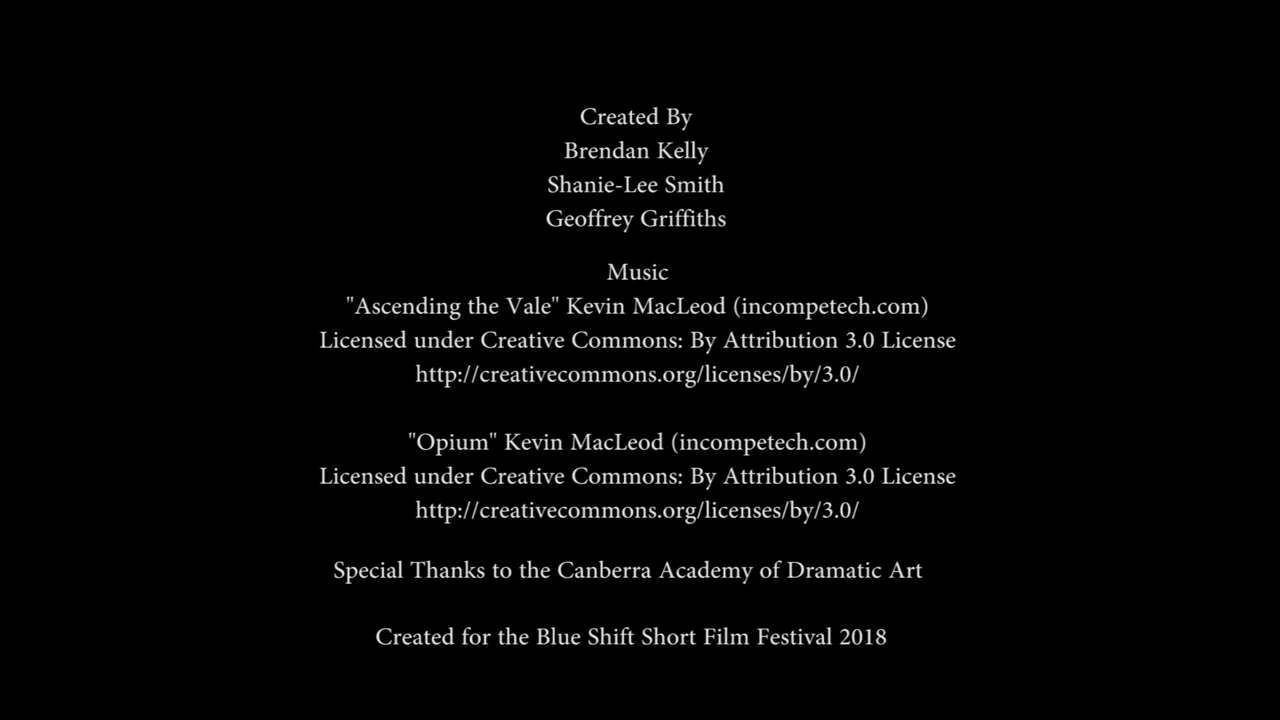 Created By
Brendan Kelly
Shanie-Lee Smith
Geoffrey Griffiths
Music
"Ascending the Vale" Kevin MacLeod (incompetech.com)
Licensed under Creative Commons: By Attribution 3.0 License
http://creativecommons.org/licenses/by/3.0/
"Opium" Kevin MacLeod (incompetech.com)
Licensed under Creative Commons: By Attribution 3.0 License
http://creativecommons.org/licenses/by/3.0/
Special Thanks to the Canberra Academy of Dramatic Art
Created for the Blue Shift Short Film Festival 2018